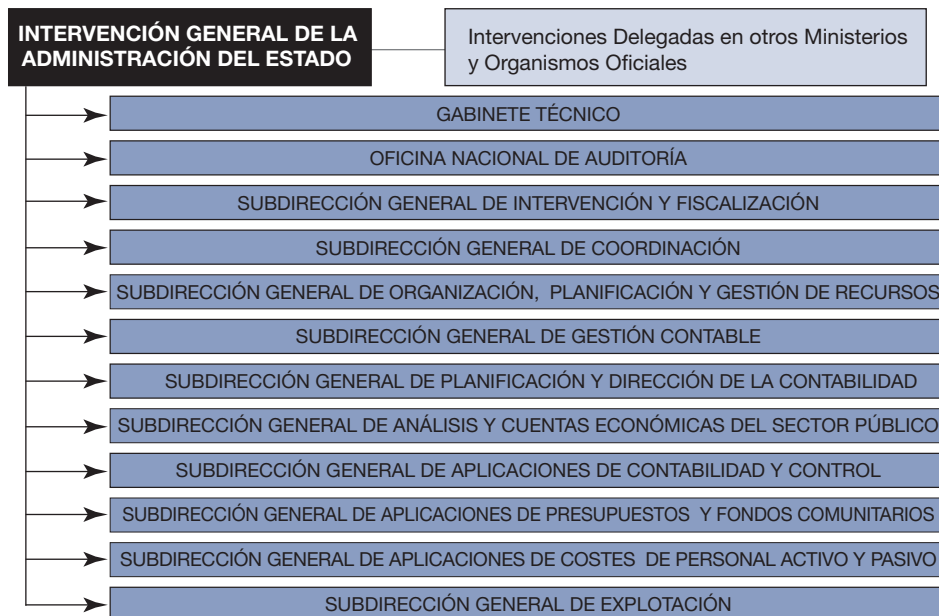 INTERVENCIÓN GENERAL DE LA
ADMINISTRACIÓN DEL ESTADO
Intervenciones Delegadas en otros Ministerios
y Organismos Oficiales
GABINETE TÉCNICO
OFICINA NACIONAL DE AUDITORÍA
SUBDIRECCIÓN GENERAL DE INTERVENCIÓN Y FISCALIZACIÓN
SUBDIRECCIÓN GENERAL DE COORDINACIÓN
SUBDIRECCIÓN GENERAL DE ORGANIZACIÓN, PLANIFICACIÓN Y GESTIÓN DE RECURSOS
SUBDIRECCIÓN GENERAL DE GESTIÓN CONTABLE
SUBDIRECCIÓN GENERAL DE PLANIFICACIÓN Y DIRECCIÓN DE LA CONTABILIDAD
SUBDIRECCIÓN GENERAL DE ANÁLISIS Y CUENTAS ECONÓMICAS DEL SECTOR PÚBLICO
SUBDIRECCIÓN GENERAL DE APLICACIONES DE CONTABILIDAD Y CONTROL
SUBDIRECCIÓN GENERAL DE APLICACIONES DE PRESUPUESTOS Y FONDOS COMUNITARIOS
SUBDIRECCIÓN GENERAL DE APLICACIONES DE COSTES DE PERSONAL ACTIVO Y PASIVO
SUBDIRECCIÓN GENERAL DE EXPLOTACIÓN